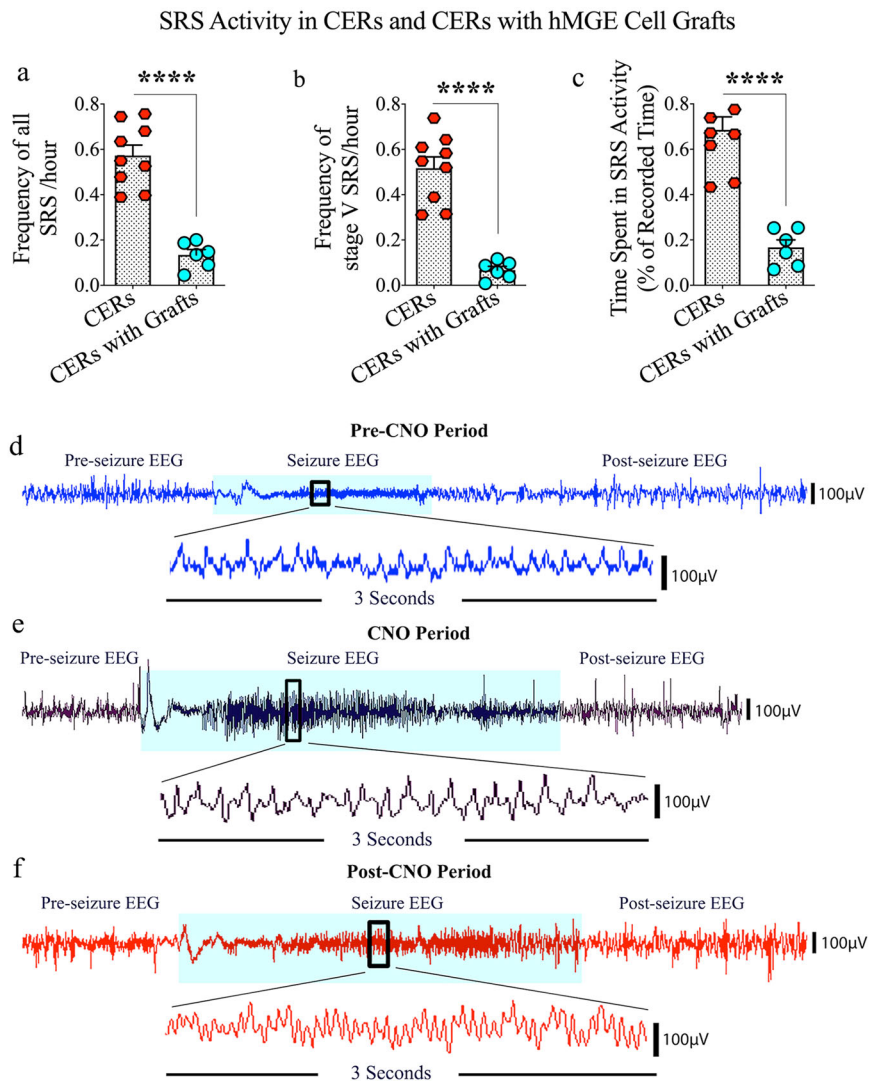 SRS Activity in CERs and CERs with hMGE Cell Grafts
a
****
Frequency of all
SRS /hour
0.8
0.6
0.4
0.2
0.0
CERs
CERs with Grafts
b
****
Frequency of
stage V SRS/hour
0.8
0.6
0.4
0.2
0.0
CERs
CERs with Grafts
c
****
Time Spent in SRS Activity
(% of Recorded Time)
0.8
0.6
0.4
0.2
0.0
CERs
CERs with Grafts
d
Pre-CNO Period
Pre-seizure EEG
Seizure EEG
Post-seizure EEG
100µV
100µV
3 Seconds
e
CNO Period
Pre-seizure EEG
Seizure EEG
Post-seizure EEG
100µV
100µV
3 Seconds
f
Post-CNO Period
Pre-seizure EEG
Seizure EEG
Post-seizure EEG
100µV
100µV
3 Seconds